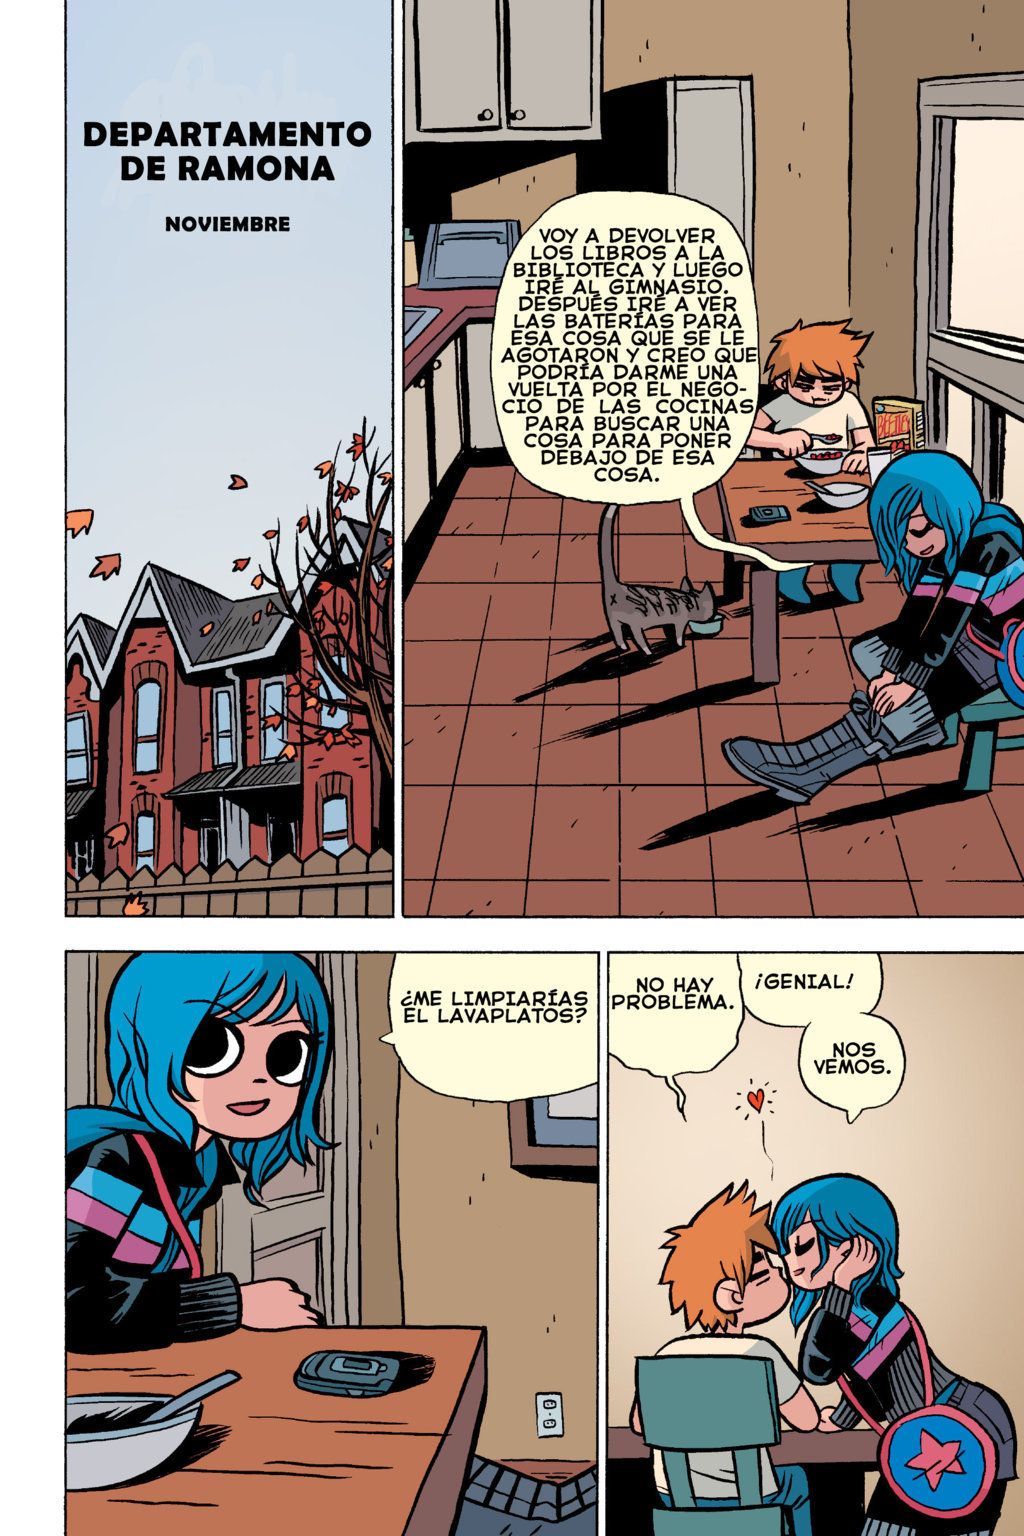 DEPARTAMENTO
DE RAMONA
NOVIEMBRE
VOY A DEVOLVER
LOS LIBROS A LA
BIBLIOTECA Y LUEGO
IRÉ AL GIMNASIO.
DESPUÉS IRÉ A VER
LAS BATERÍAS PARA
ESA COSA QUE SE LE
AGOTARON Y CREO QUE
PODRÍA DARME UNA
VUELTA POR EL NEGO-
CIO DE LAS COCINAS
PARA BUSCAR UNA
COSA PARA PONER
DEBAJO DE ESA
COSA.
¿ME LIMPIARÍAS
EL LAVAPLATOS?
NO HAY
PROBLEMA.
¡GENIAL!
NOS
VEMOS.